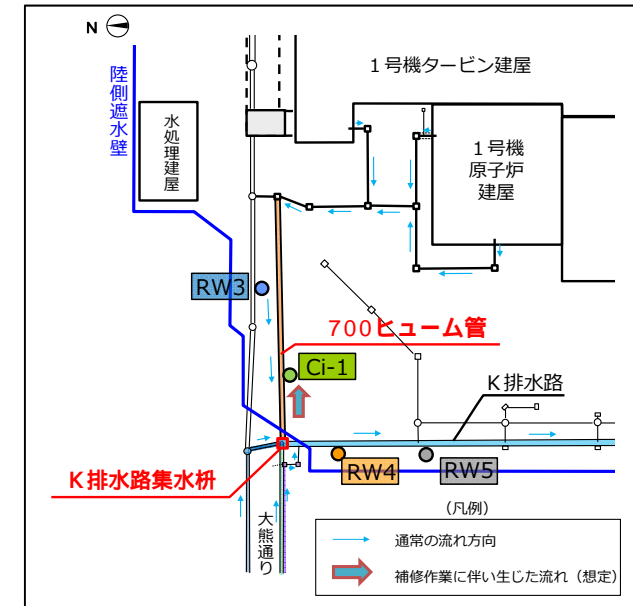 N
1号機タービン建屋
陸側遮水壁
水処理建屋
1号機
原子炉
建屋
RW3
700ヒューム管
Ci-1
K排水路
RW4
RW5
K排水路集水枡
大熊通り
(凡例)
通常の流れ方向
補修作業に伴い生じた流れ(想定)